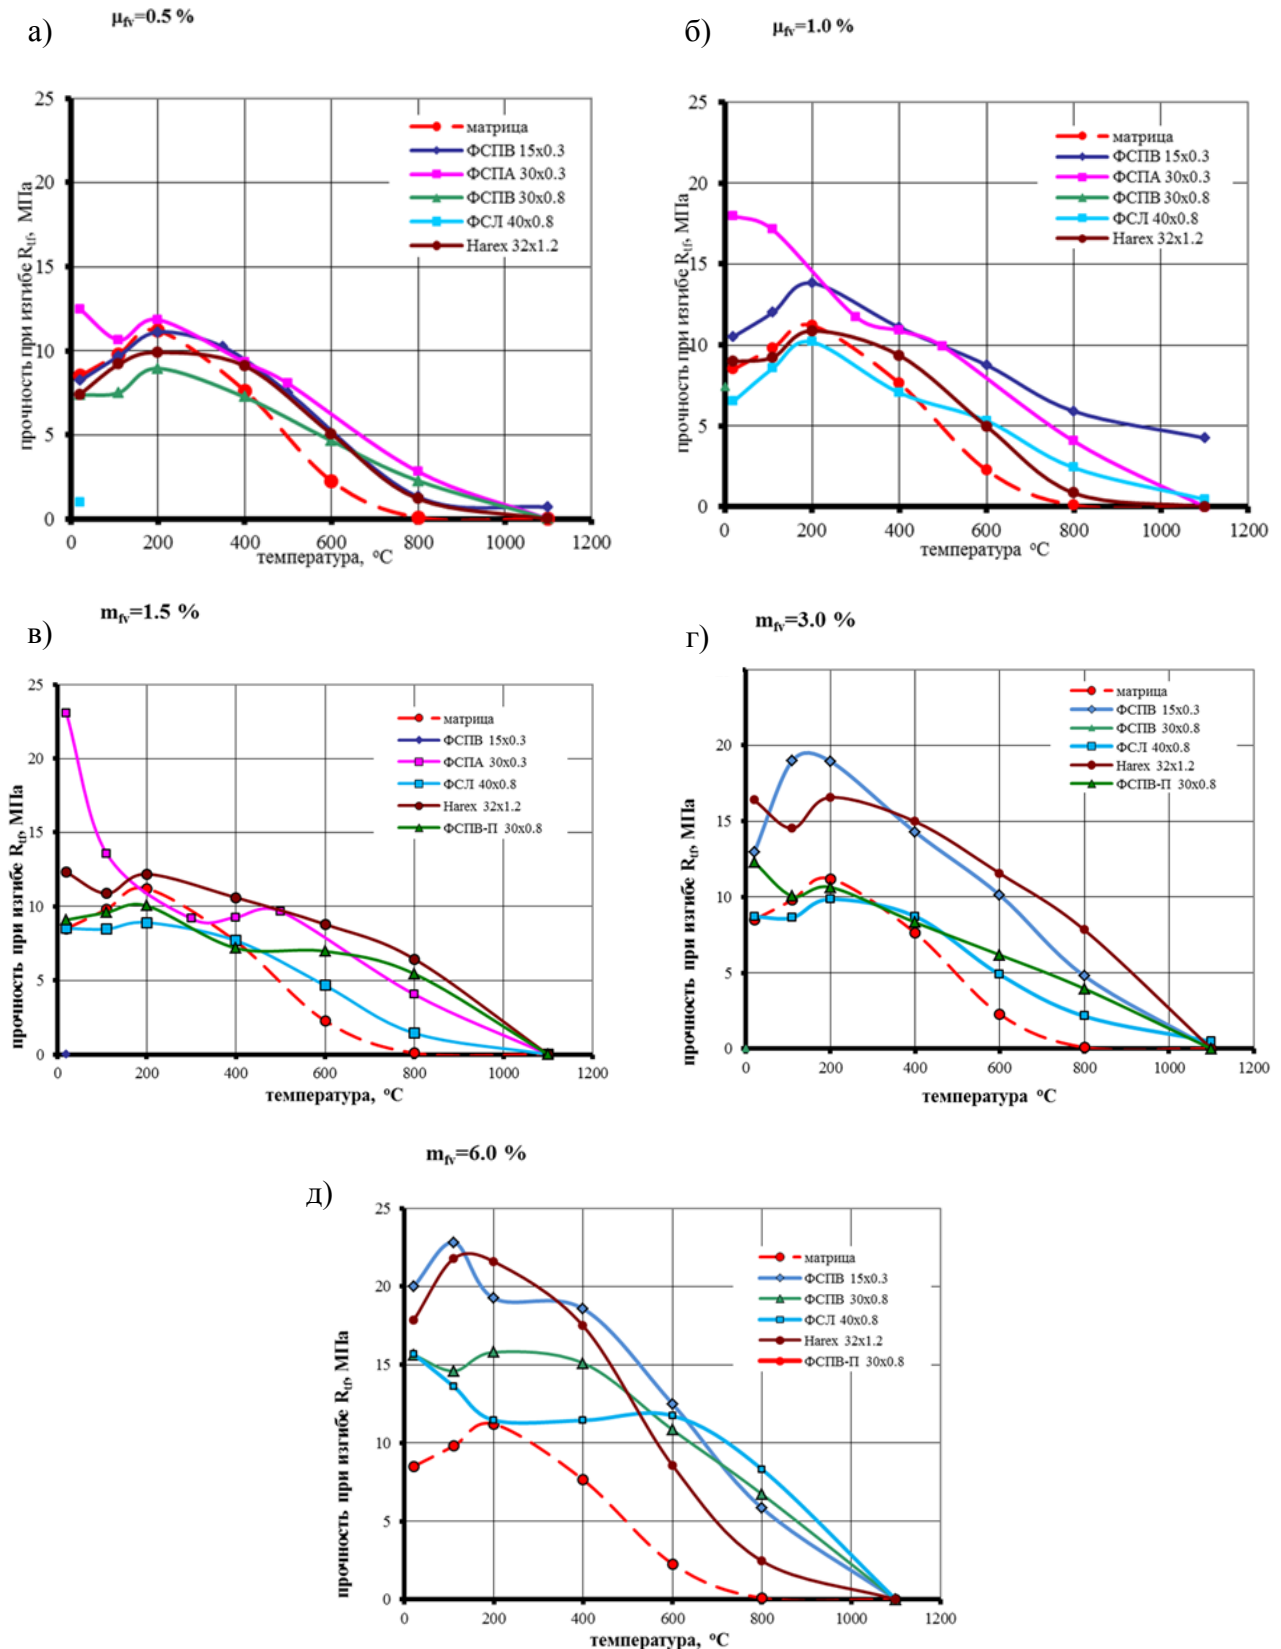 а)
μfv=0.5 %
25
20
15
10
5
0
прочность при изгибе Rtf, МПа
матрица
ФСПВ 15x0.3
ФСПА 30x0.3
ФСПВ 30x0.8
ФСЛ 40x0.8
Harex 32x1.2
0 200 400 600 800 1000 1200
температура, °С
б)
μfv=1.0 %
25
20
15
10
5
0
прочность при изгибе Rtf, МПа
матрица
ФСПВ 15x0.3
ФСПА 30x0.3
ФСПВ 30x0.8
ФСЛ 40x0.8
Harex 32x1.2
0 200 400 600 800 1000 1200
температура °С
в)
mfv=1.5 %
25
20
15
10
5
0
прочность при изгибе Rtf, МПа
матрица
ФСПВ 15x0.3
ФСПА 30x0.3
ФСЛ 40x0.8
Harex 32x1.2
ФСПВ-П 30x0.8
0 200 400 600 800 1000 1200
температура, °С
г)
mfv=3.0 %
20
15
10
5
0
прочность при изгибе Rtf, МПа
матрица
ФСПВ 15x0.3
ФСПВ 30x0.8
ФСЛ 40x0.8
Harex 32x1.2
ФСПВ-П 30x0.8
0 200 400 600 800 1000 1200
температура °С
д)
mfv=6.0 %
25
20
15
10
5
0
прочность при изгибе Rtf, МПа
матрица
ФСПВ 15x0.3
ФСПВ 30x0.8
ФСЛ 40x0.8
Harex 32x1.2
ФСПВ-П 30x0.8
0 200 400 600 800 1000 1200
температура, °С